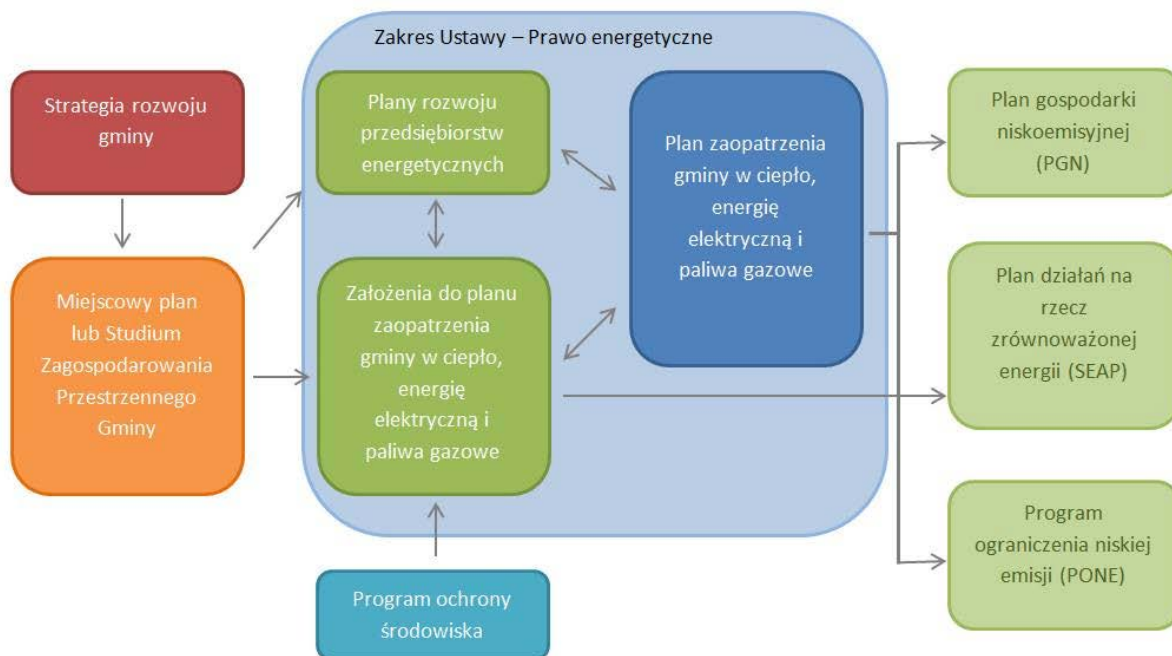 Zakres Ustawy – Prawo energetyczne
Strategia rozwoju
gminy
Plany rozwoju
przedsiębiorstw
energetycznych
Plan zaopatrzenia
gminy w ciepło,
energię
elektryczną i
paliwa gazowe
Plan gospodarki
niskoemisyjnej
(PGN)
Miejscowy plan
lub Studium
Zagospodarowania
Przestrzennego
Gminy
Założenia do planu
zaopatrzenia
gminy w ciepło,
energię
elektryczną i
paliwa gazowe
Plan działań na
rzecz
zrównoważonej
energii (SEAP)
Program ochrony
środowiska
Program
ograniczenia niskiej
emisji (PONE)